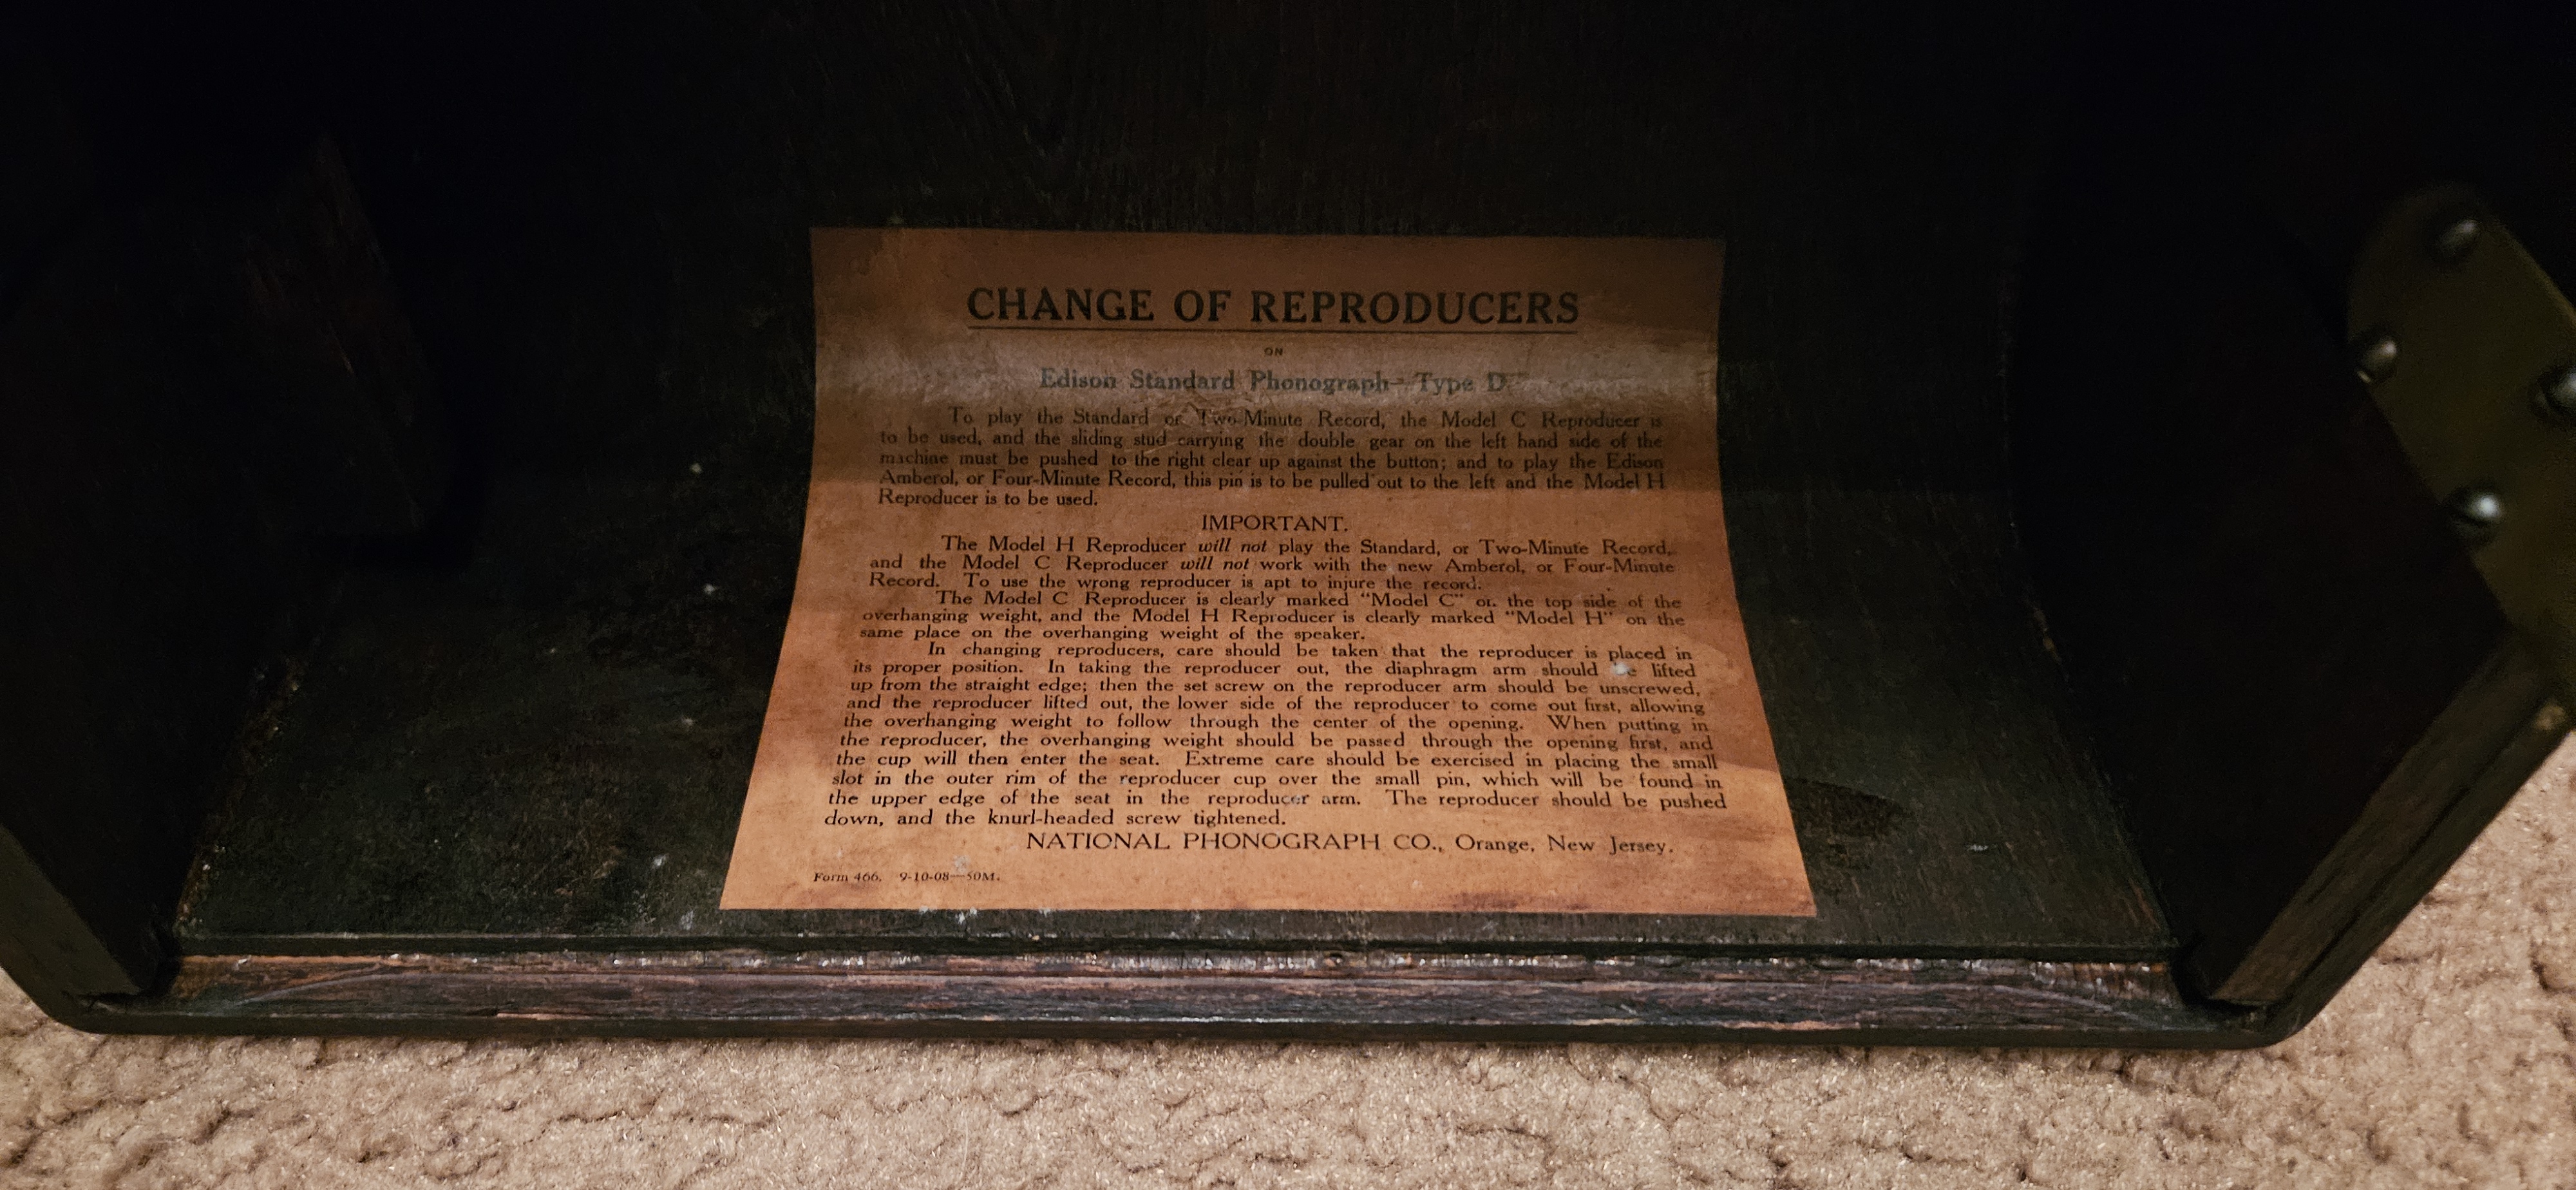 CHANGE OF REPRODUCERS
ON
Edison Standard Phonograph—Type D
To play the Standard or Two-Minute Record, the Model C Reproducer is
to be used, and the sliding stud carrying the double gear on the left hand side of the
machine must be pushed to the right clear up against the button; and to play the Edison
Amberol, or Four-Minute Record, this pin is to be pulled out to the left and the Model H
Reproducer is to be used.
IMPORTANT.
The Model H Reproducer will not play the Standard, or Two-Minute Record,
and the Model C Reproducer will not work with the new Amberol, or Four-Minute
Record. To use the wrong reproducer is apt to injure the record.
The Model C Reproducer is clearly marked "Model C" on the top side of the
overhanging weight, and the Model H Reproducer is clearly marked "Model H" on the
same place on the overhanging weight of the speaker.
In changing reproducers, care should be taken that the reproducer is placed in
its proper position. In taking the reproducer out, the diaphragm arm should be lifted
up from the straight edge; then the set screw on the reproducer arm should be unscrewed,
and the reproducer lifted out, the lower side of the reproducer to come out first, allowing
the overhanging weight to follow through the center of the opening. When putting in
the reproducer, the overhanging weight should be passed through the opening first, and
the cup will then enter the seat. Extreme care should be exercised in placing the small
slot in the outer rim of the reproducer cup over the small pin, which will be found in
the upper edge of the seat in the reproducer arm. The reproducer should be pushed
down, and the knurl-headed screw tightened.
NATIONAL PHONOGRAPH CO., Orange, New Jersey.
Form 466. 9-10-08—50M.